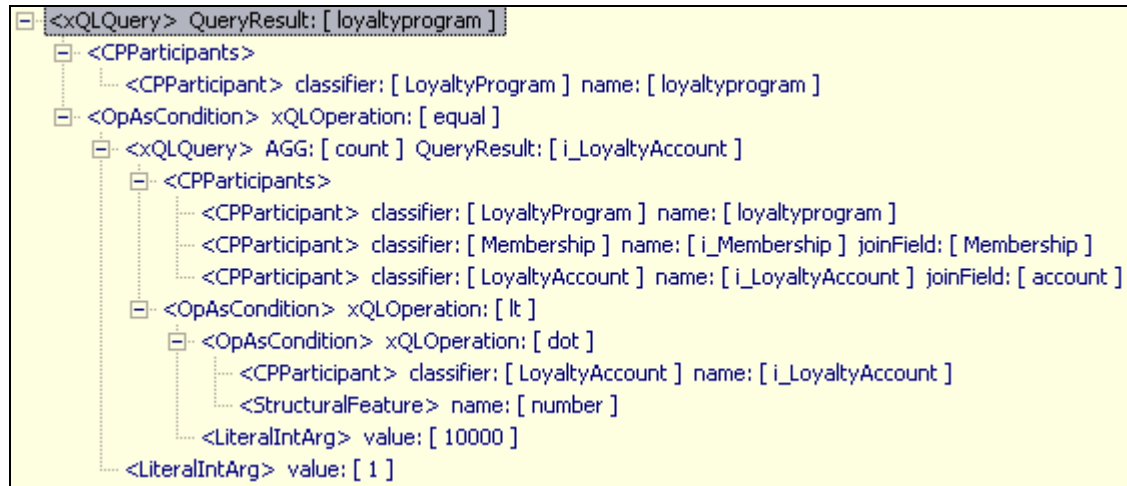 <xQLQuery> QueryResult: [ loyaltyprogram ]
<CPParticipants>
<CPParticipant> classifier: [ LoyaltyProgram ] name: [ loyaltyprogram ]
<OpAsCondition> xQLOperation: [ equal ]
<xQLQuery> AGG: [ count ] QueryResult: [ i_LoyaltyAccount ]
<CPParticipants>
<CPParticipant> classifier: [ LoyaltyProgram ] name: [ loyaltyprogram ]
<CPParticipant> classifier: [ Membership ] name: [ i_Membership ] joinField: [ Membership ]
<CPParticipant> classifier: [ LoyaltyAccount ] name: [ i_LoyaltyAccount ] joinField: [ account ]
<OpAsCondition> xQLOperation: [ lt ]
<OpAsCondition> xQLOperation: [ dot ]
<CPParticipant> classifier: [ LoyaltyAccount ] name: [ i_LoyaltyAccount ]
<StructuralFeature> name: [ number ]
<LiteralIntArg> value: [ 10000 ]
<LiteralIntArg> value: [ 1 ]